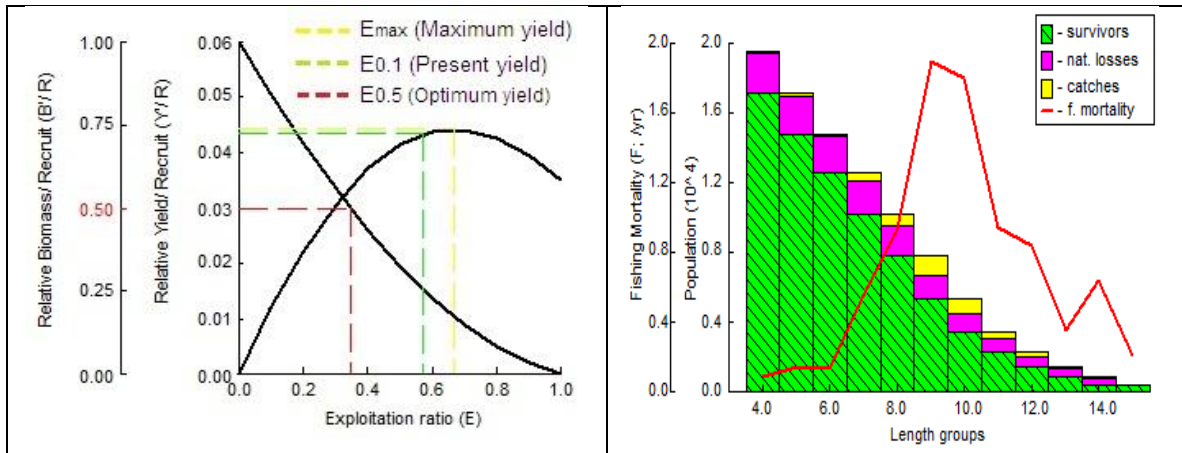 Emax (Maximum yield)
E0.1 (Present yield)
E0.5 (Optimum yield)
Relative Biomass/ Recruit (B'/ R)
1.00
0.75
0.50
0.25
0.00
Relative Yield/ Recruit (Y'/ R)
0.06
0.05
0.04
0.03
0.02
0.01
0.00
0.0
0.2
0.4
0.6
0.8
1.0
Exploitation ratio (E)
- survivors
- nat. losses
- catches
- f. mortality
Fishing Mortality (F; /yr)
2.0
1.6
1.2
0.8
0.4
0.0
Population (10^ 4)
2.0
1.6
1.2
0.8
0.4
0.0
4.0
6.0
8.0
10.0
12.0
14.0
Length groups